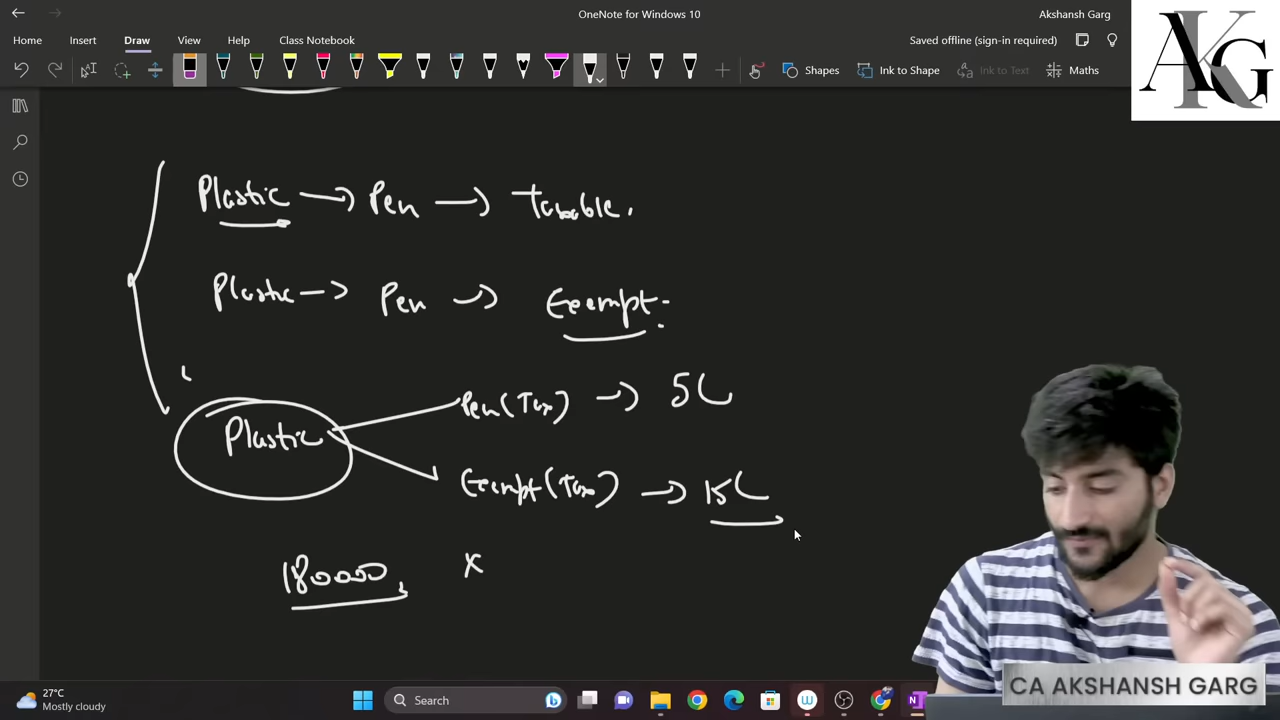 OneNote for Windows 10
Akshansh Garg
Home Insert Draw View Help Class Notebook
Saved offline (sign-in required)
Shapes Ink to Shape Ink to Text Maths
AKG
Plastic → Pen → Taxable.
Plastic → Pen → Exempt.
Pen (Tax) → 5L
Plastic
Exempt (Tax) → 15L
180000 x
CA AKSHANSH GARG
27°C
Mostly cloudy
Search